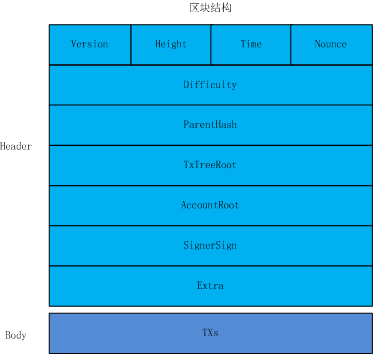 区块结构
Version Height Time Nounce
Difficulty
ParentHash
Header
TxTreeRoot
AccountRoot
SignerSign
Extra
Body TXs